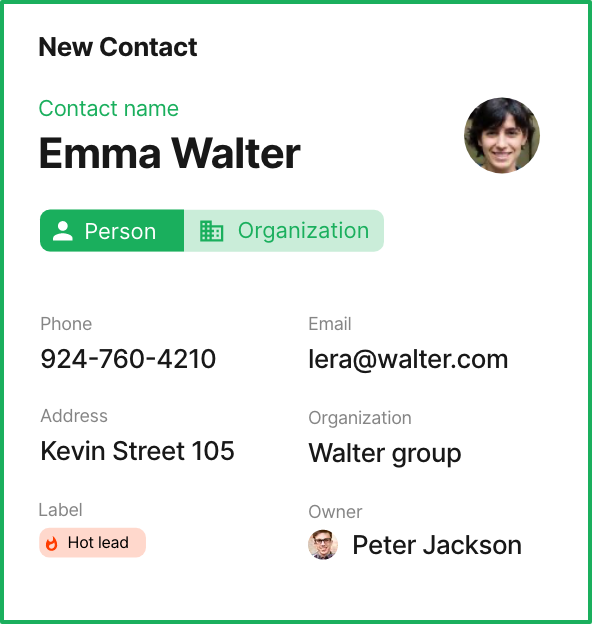 New Contact
Contact name
Emma Walter
Person
Organization
Phone
Email
924-760-4210
lera@walter.com
Address
Organization
Kevin Street 105
Walter group
Label
Owner
Hot lead
Peter Jackson